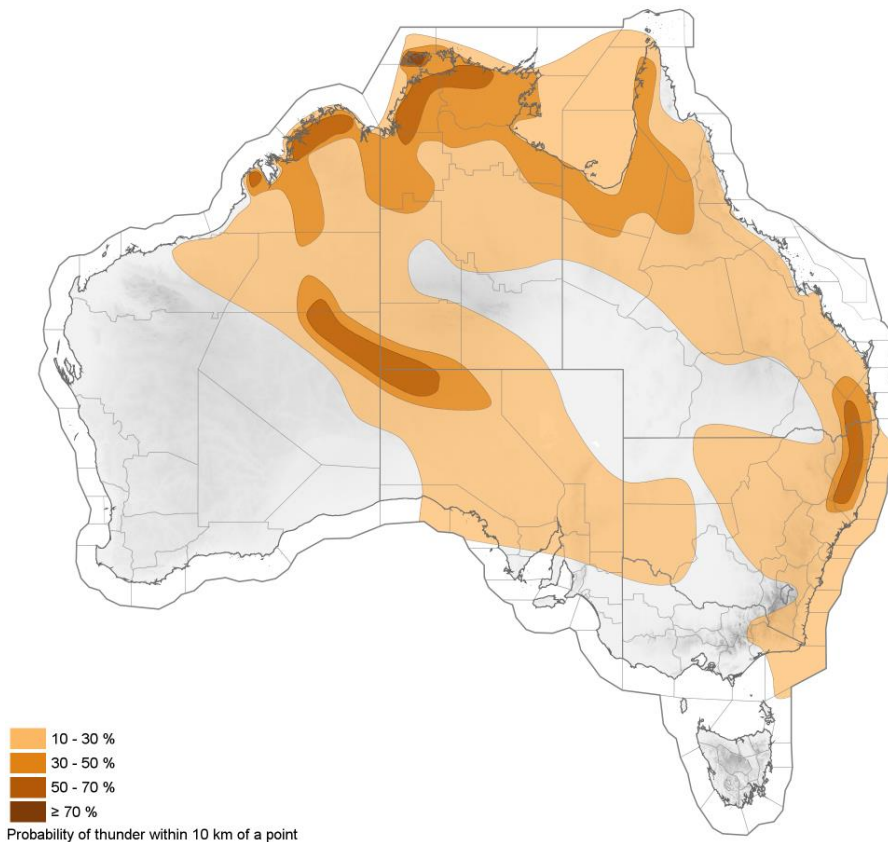 10 - 30 %
30 - 50 %
50 - 70 %
≥ 70 %
Probability of thunder within 10 km of a point